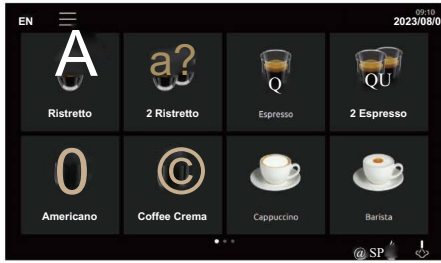 09:10
EN 2023/08/0
A a? Q QU
Ristretto 2 Ristretto Espresso 2 Espresso
0 ©
Americano Coffee Crema Cappuccino Barista
@ SP